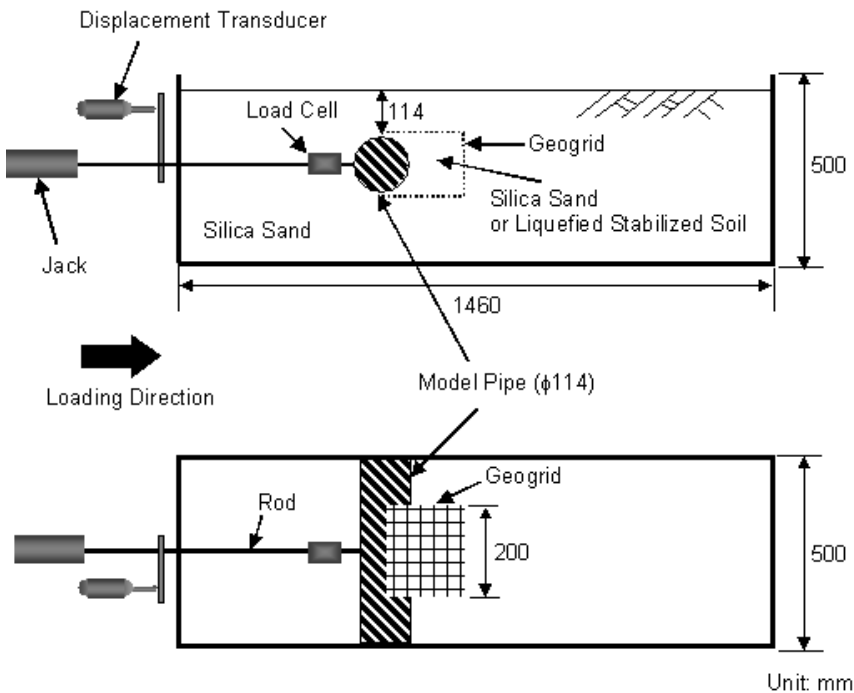 Displacement Transducer
Load Cell
114
Geogrid
500
Silica Sand
or Liquefied Stabilized Soil
Silica Sand
Jack
1460
Loading Direction
Model Pipe (ϕ114)
Geogrid
Rod
200
500
Unit: mm